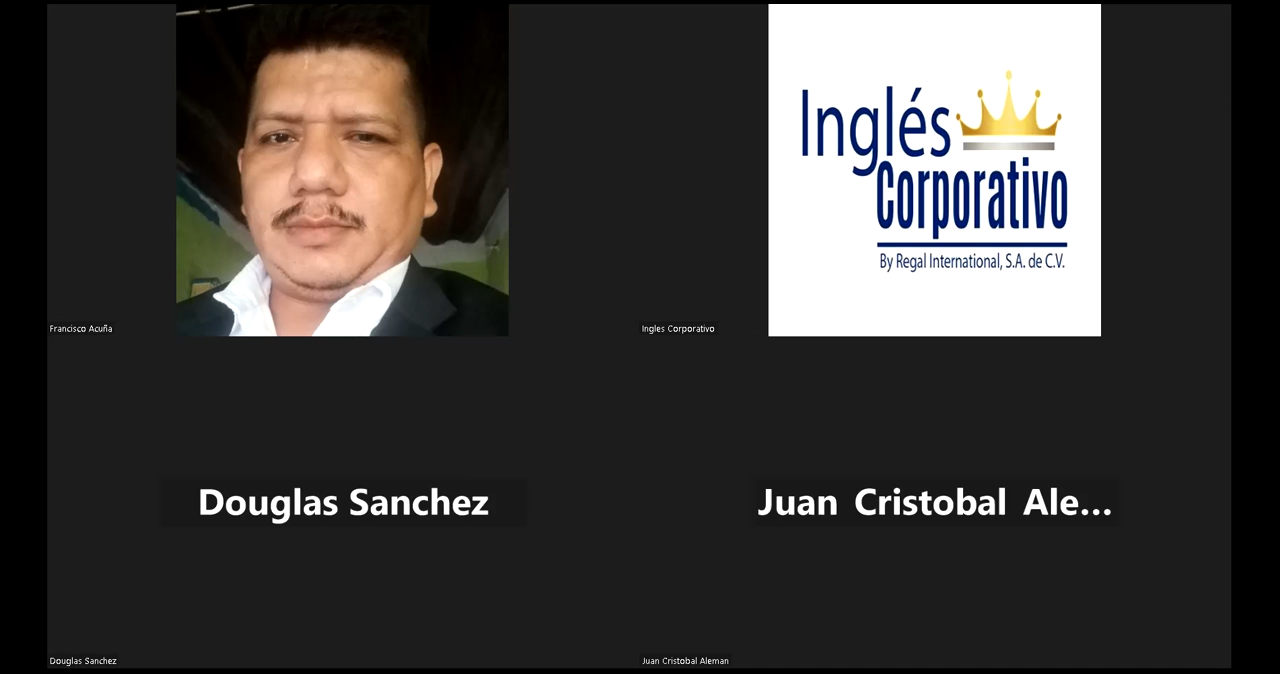 Inglés
Corporativo
By Regal International, S.A. de C.V.
Francisco Acuña
Ingles Corporativo
Douglas Sanchez
Juan Cristobal Ale...
Douglas Sanchez
Juan Cristobal Aleman